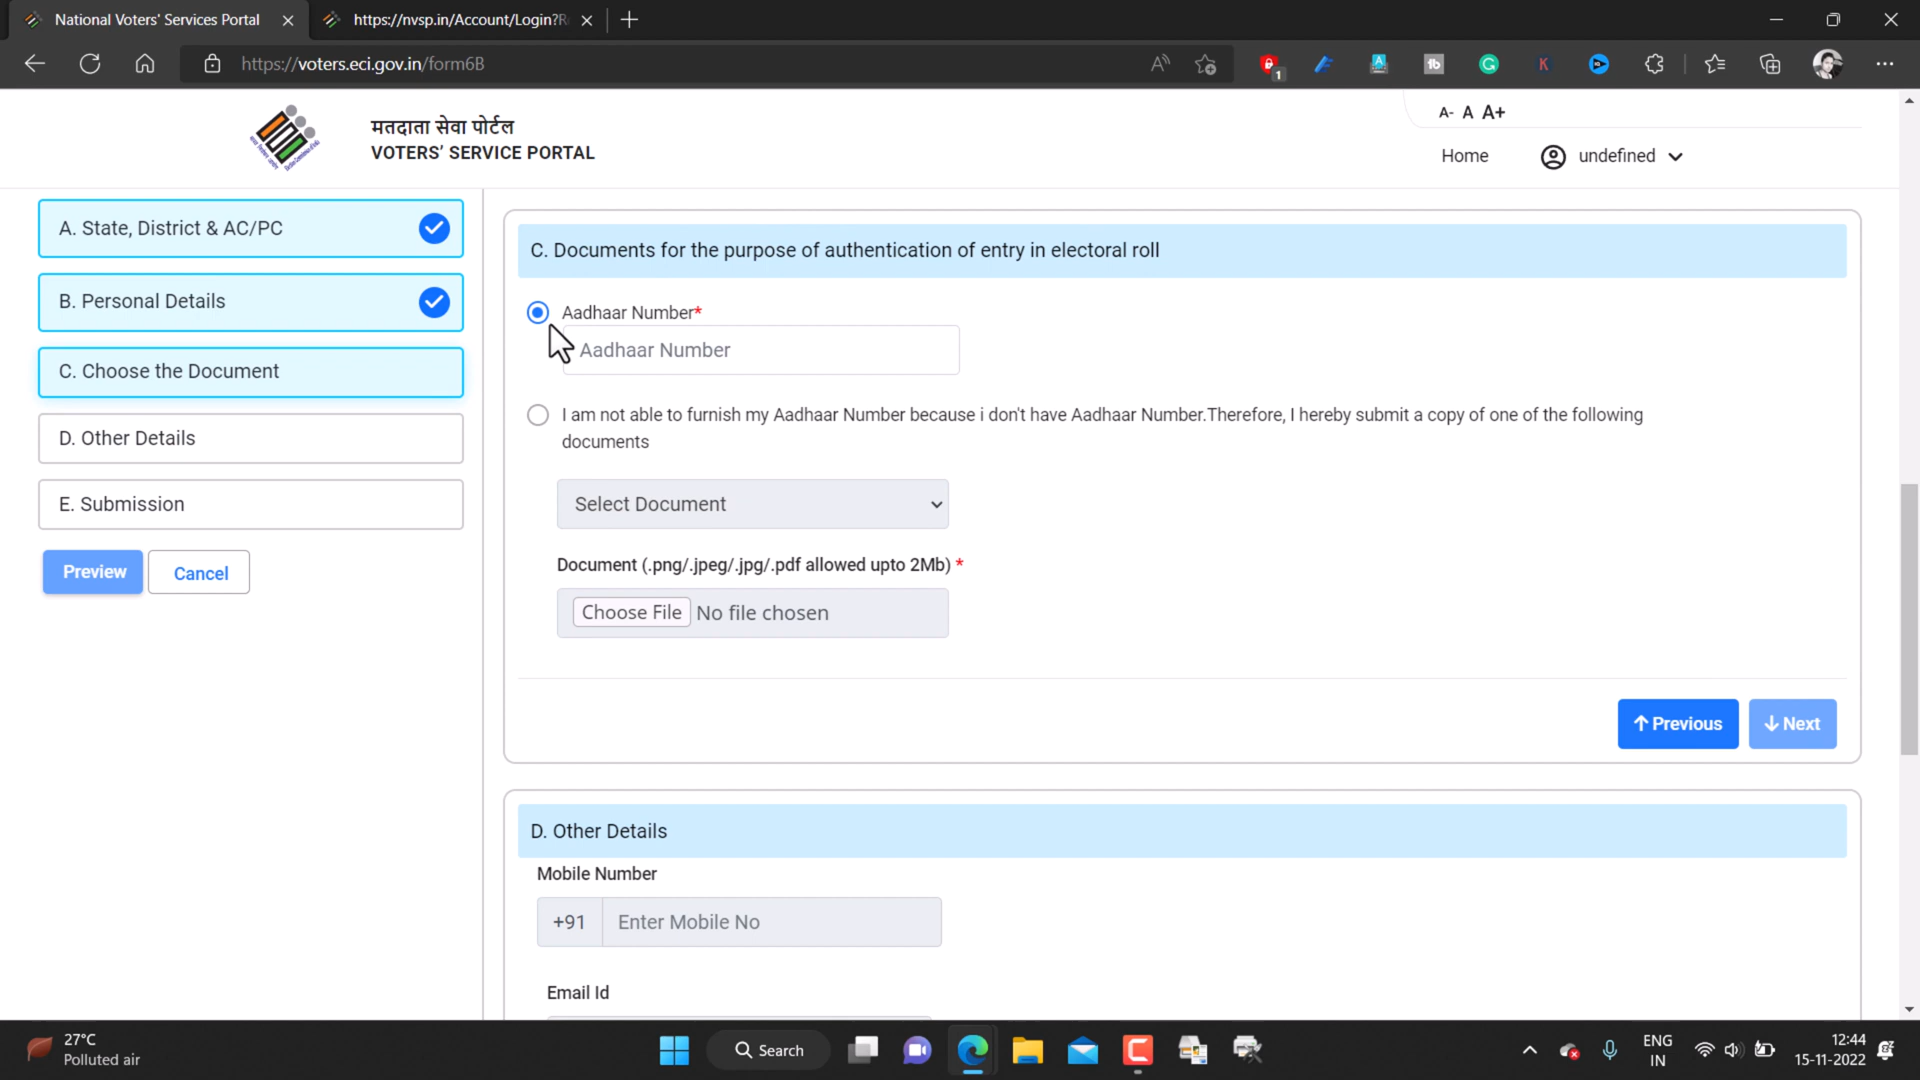 National Voters' Services Portal
https://nvsp.in/Account/Login?R
https://voters.eci.gov.in/form6B
1
मतदाता सेवा पोर्टल
VOTERS' SERVICE PORTAL
A- A A+
Home
undefined
A. State, District & AC/PC
B. Personal Details
C. Choose the Document
D. Other Details
E. Submission
Preview
Cancel
C. Documents for the purpose of authentication of entry in electoral roll
Aadhaar Number*
Aadhaar Number
I am not able to furnish my Aadhaar Number because i don't have Aadhaar Number.Therefore, I hereby submit a copy of one of the following
documents
Select Document
Document (.png/.jpeg/.jpg/.pdf allowed upto 2Mb) *
Choose File No file chosen
Previous
Next
D. Other Details
Mobile Number
+91 Enter Mobile No
Email Id
27°C
Polluted air
Search
ENG
IN
12:44
15-11-2022